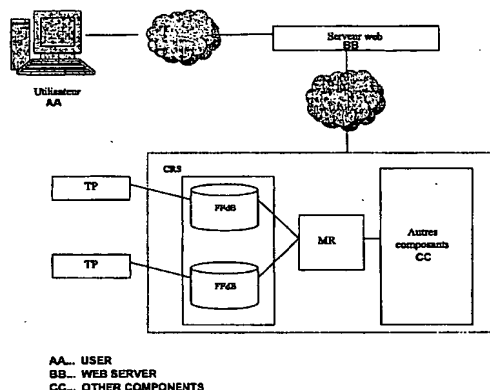 Serveur web
BB
Utilisateur
AA
CRS
TP
FPdB
MR
Autres
composants
CC
TP
FPdB
AA... USER
BB... WEB SERVER
CC... OTHER COMPONENTS